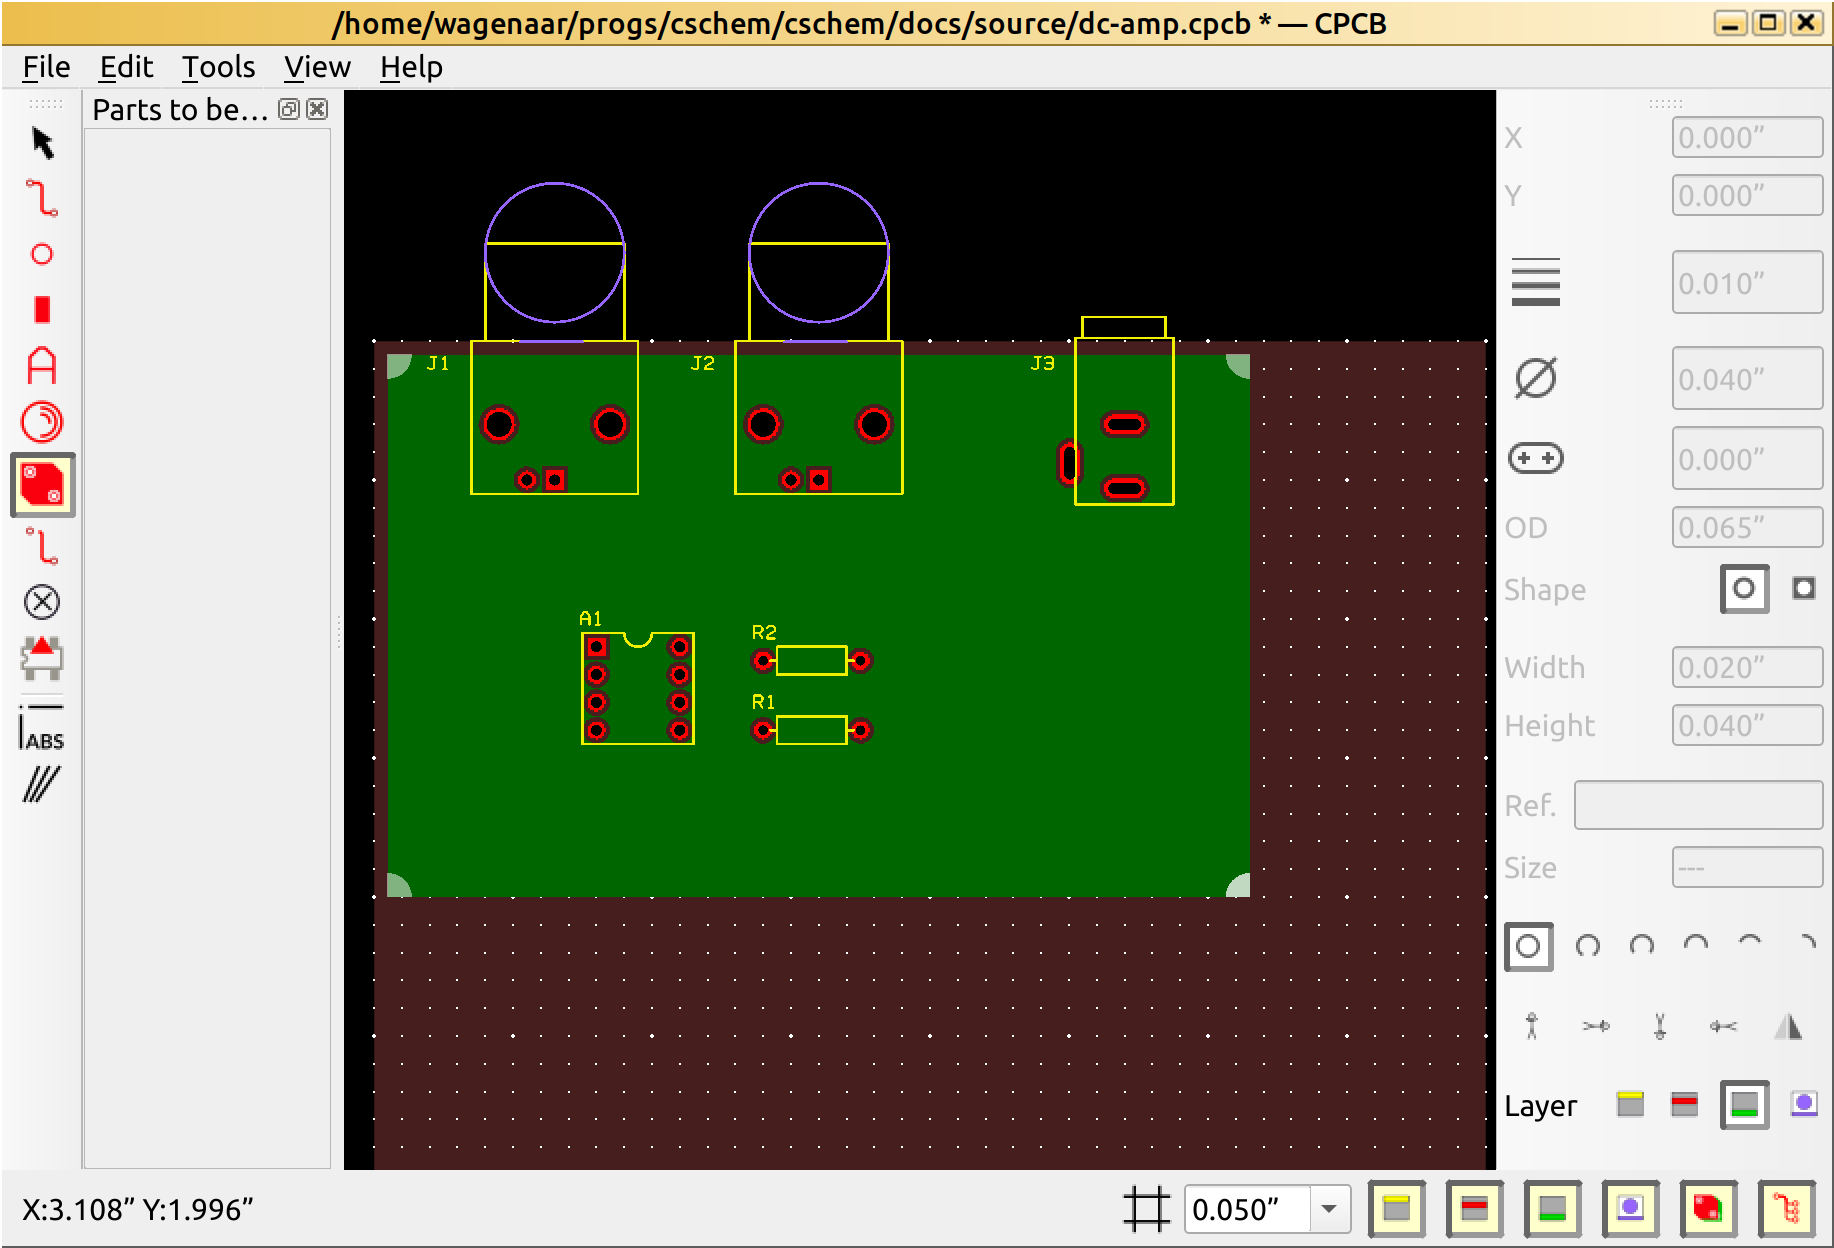 /home/wagenaar/progs/cschem/cschem/docs/source/dc-amp.cpcb * — CPCB
File Edit Tools View Help
Parts to be...
X 0.000”
Y 0.000”
0.010”
0.040”
0.000”
OD 0.065”
Shape
Width 0.020”
Height 0.040”
Ref.
Size ---
Layer
ABS
J1 J2 J3
A1
R2
R1
X:3.108” Y:1.996”
0.050”